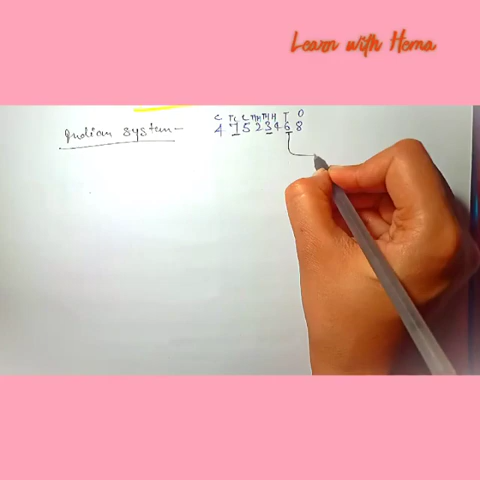 Learn with Hema
C TL L TTH TH H T O
Indian system- 4 7 5 2 3 4 6 8